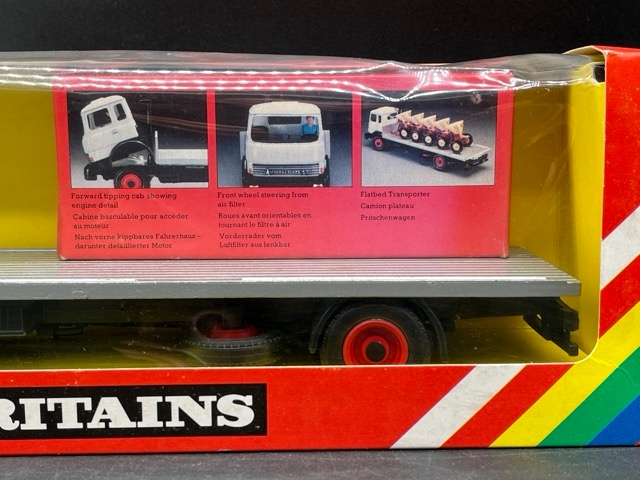 Forward tipping cab showing
engine detail
Cabine basculable pour accéder
au moteur
Nach vorne kippbares Fahrerhaus –
darunter detaillierter Motor
Front wheel steering from
air filter
Roues avant orientables en
tournant le filtre à air
Vorderräder vom
Luftfilter aus lenkbar
Flatbed Transporter
Camion plateau
Pritschenwagen
RITAINS